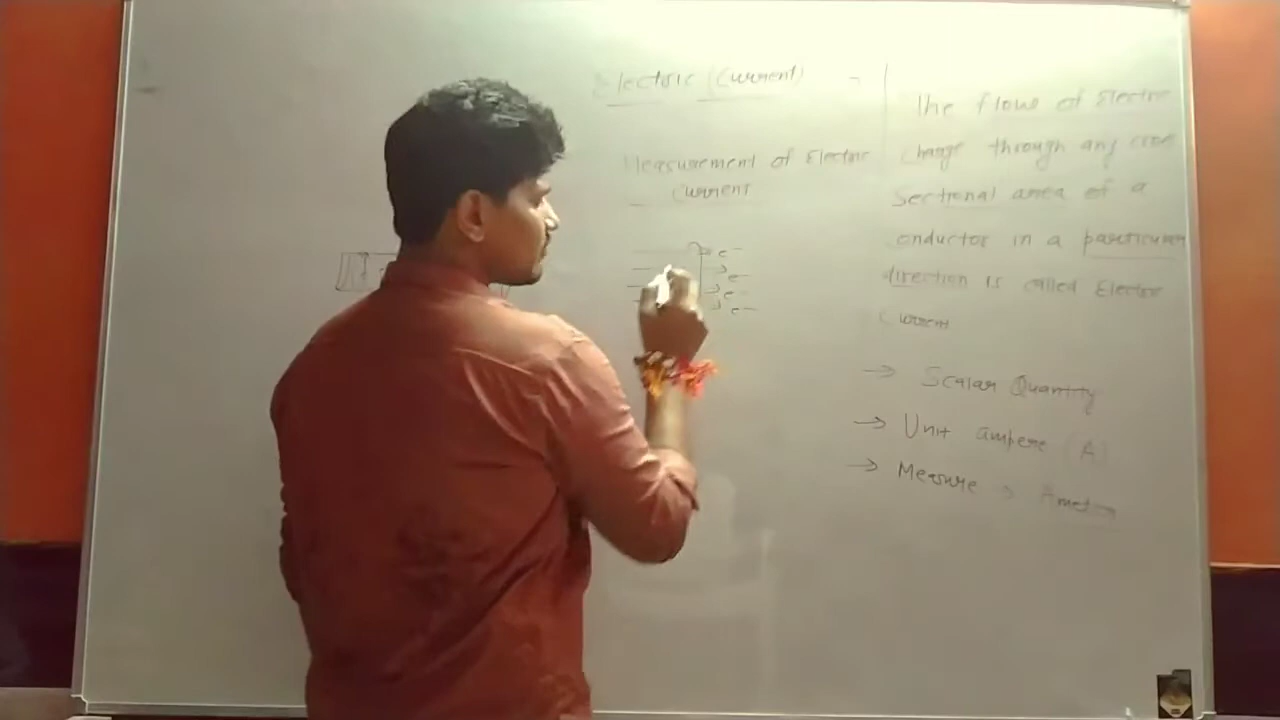 Electric (Current)
Measurement of Electric
Current
e−
e−
e−
e−
The flow of Electric
charge through any cross
Sectional area of a
conductor in a particular
direction is called Electric
Current
→ Scalar Quantity
→ Unit ampere (A)
→ Measure →